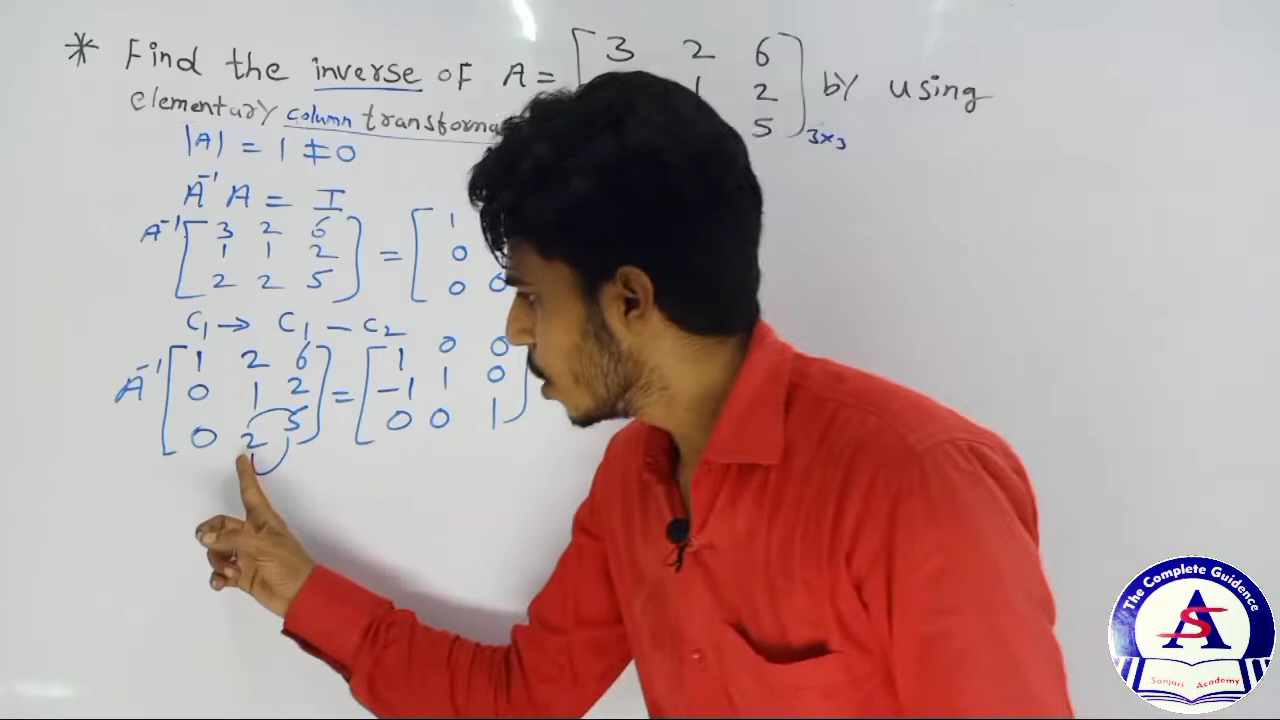 * Find the inverse of A = [ 3 2 6 ] by using
1 2
5 3x3
elementary column transforma
|A| = 1 ≠ 0
A⁻¹ A = I
A⁻¹ [ 3 2 6 = [ 1
1 1 2 0
2 2 5 ] 0 0
C₁ → C₁ - C₂
A⁻¹ [ 1 2 6 = [ 1 0 0
0 1 2 -1 1 0
0 2 5 ] 0 0 1 ]
The Complete Guidence
SA
Sanjari Academy